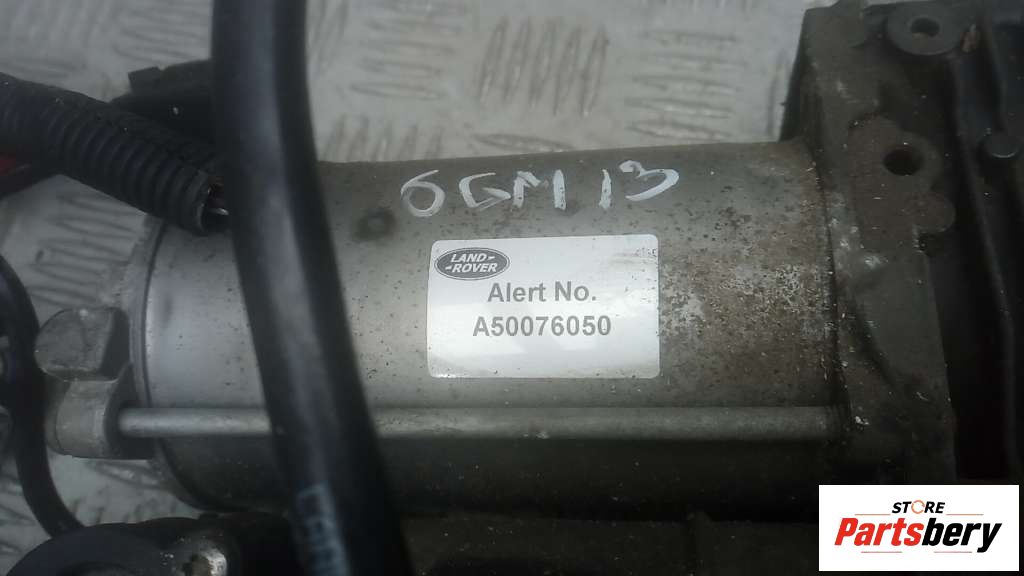 6GM13
LAND-
-ROVER
Alert No.
A50076050
STORE
Partsbery